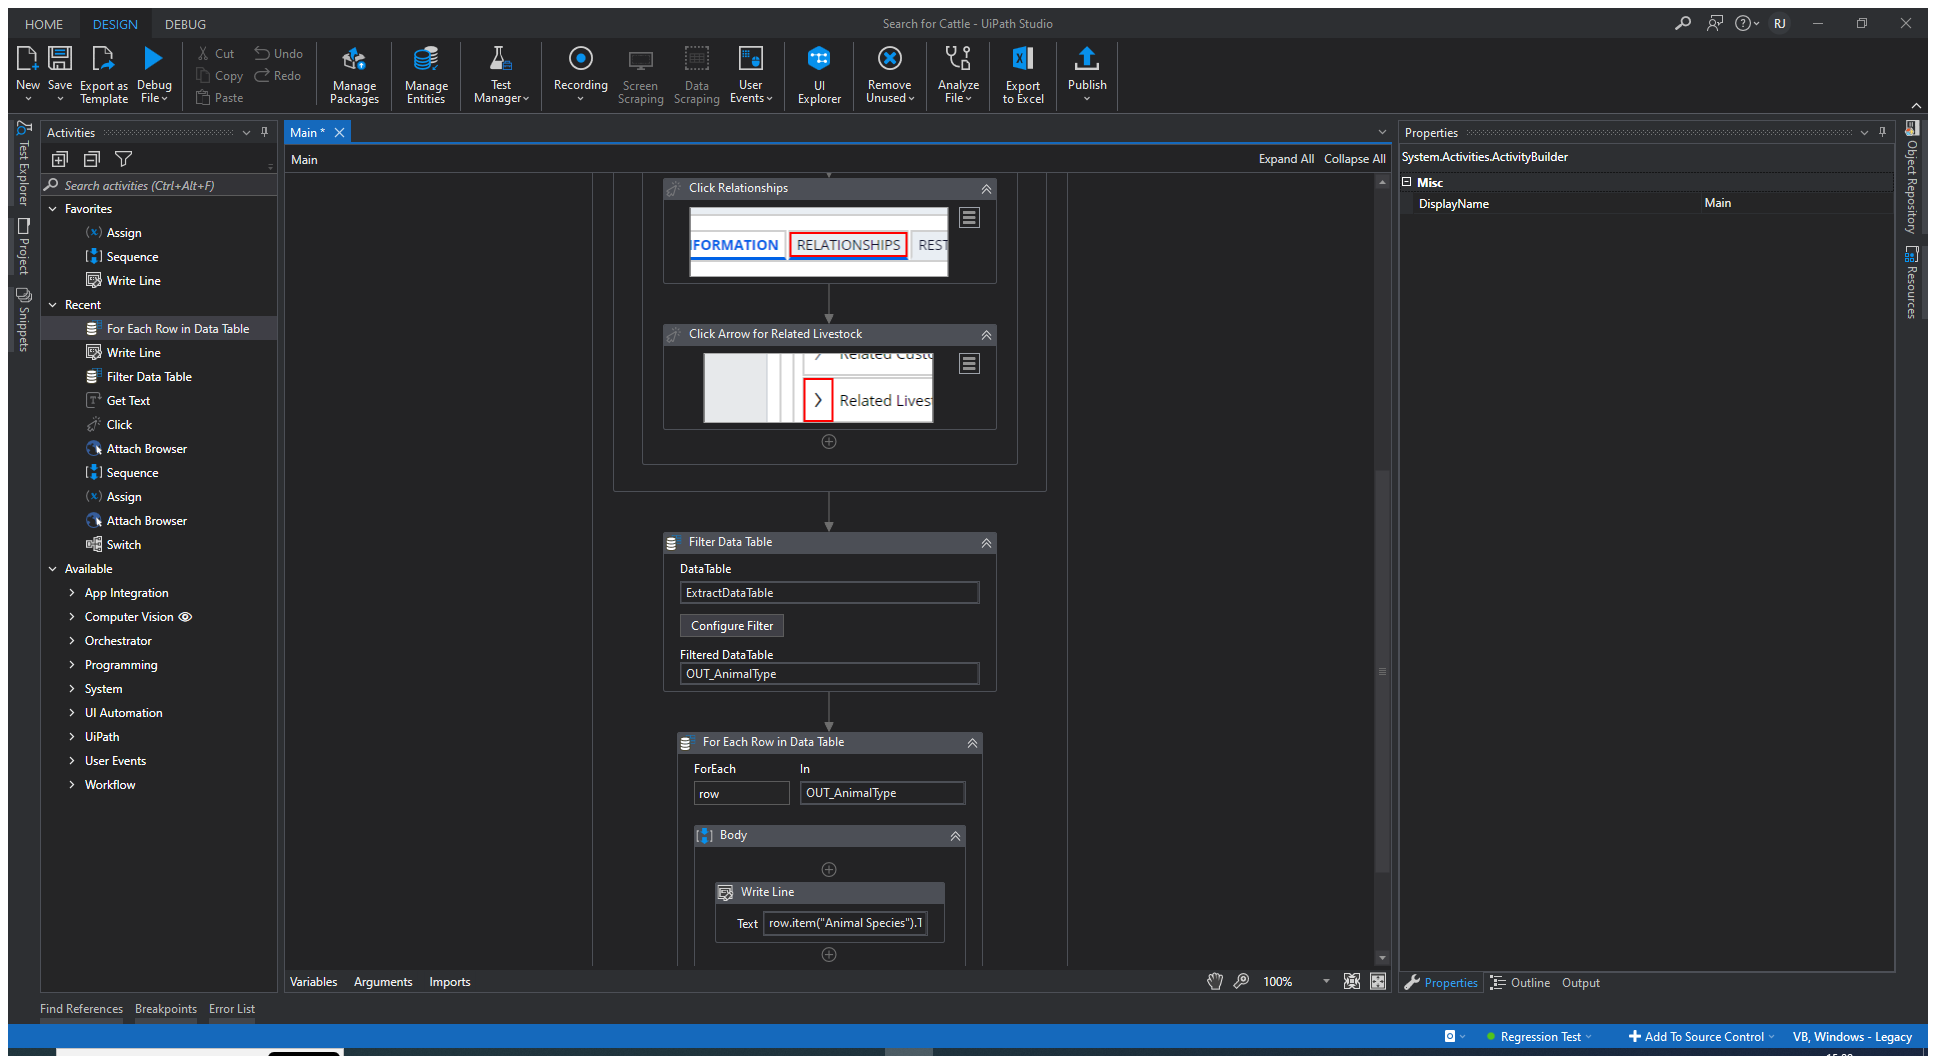 HOME DESIGN DEBUG Search for Cattle - UiPath Studio RJ
New Save Export as Template Debug File Cut Copy Paste Undo Redo Manage Packages Manage Entities Test Manager Recording Screen Scraping Data Scraping User Events UI Explorer Remove Unused Analyze File Export to Excel Publish
Test Explorer
Project
Snippets
Activities
Search activities (Ctrl+Alt+F)
Favorites
Assign
Sequence
Write Line
Recent
For Each Row in Data Table
Write Line
Filter Data Table
Get Text
Click
Attach Browser
Sequence
Assign
Attach Browser
Switch
Available
App Integration
Computer Vision
Orchestrator
Programming
System
UI Automation
UiPath
User Events
Workflow
Main *
Main Expand All Collapse All
Click Relationships
NFORMATION RELATIONSHIPS REST
Click Arrow for Related Livestock
Related Custo
Related Lives
Filter Data Table
DataTable
ExtractDataTable
Configure Filter
Filtered DataTable
OUT_AnimalType
For Each Row in Data Table
ForEach In
row OUT_AnimalType
Body
Write Line
Text row.item("Animal Species").T
Variables Arguments Imports 100%
Properties
System.Activities.ActivityBuilder
Misc
DisplayName Main
Properties Outline Output
Object Repository
Resources
Find References Breakpoints Error List
Regression Test Add To Source Control VB, Windows - Legacy